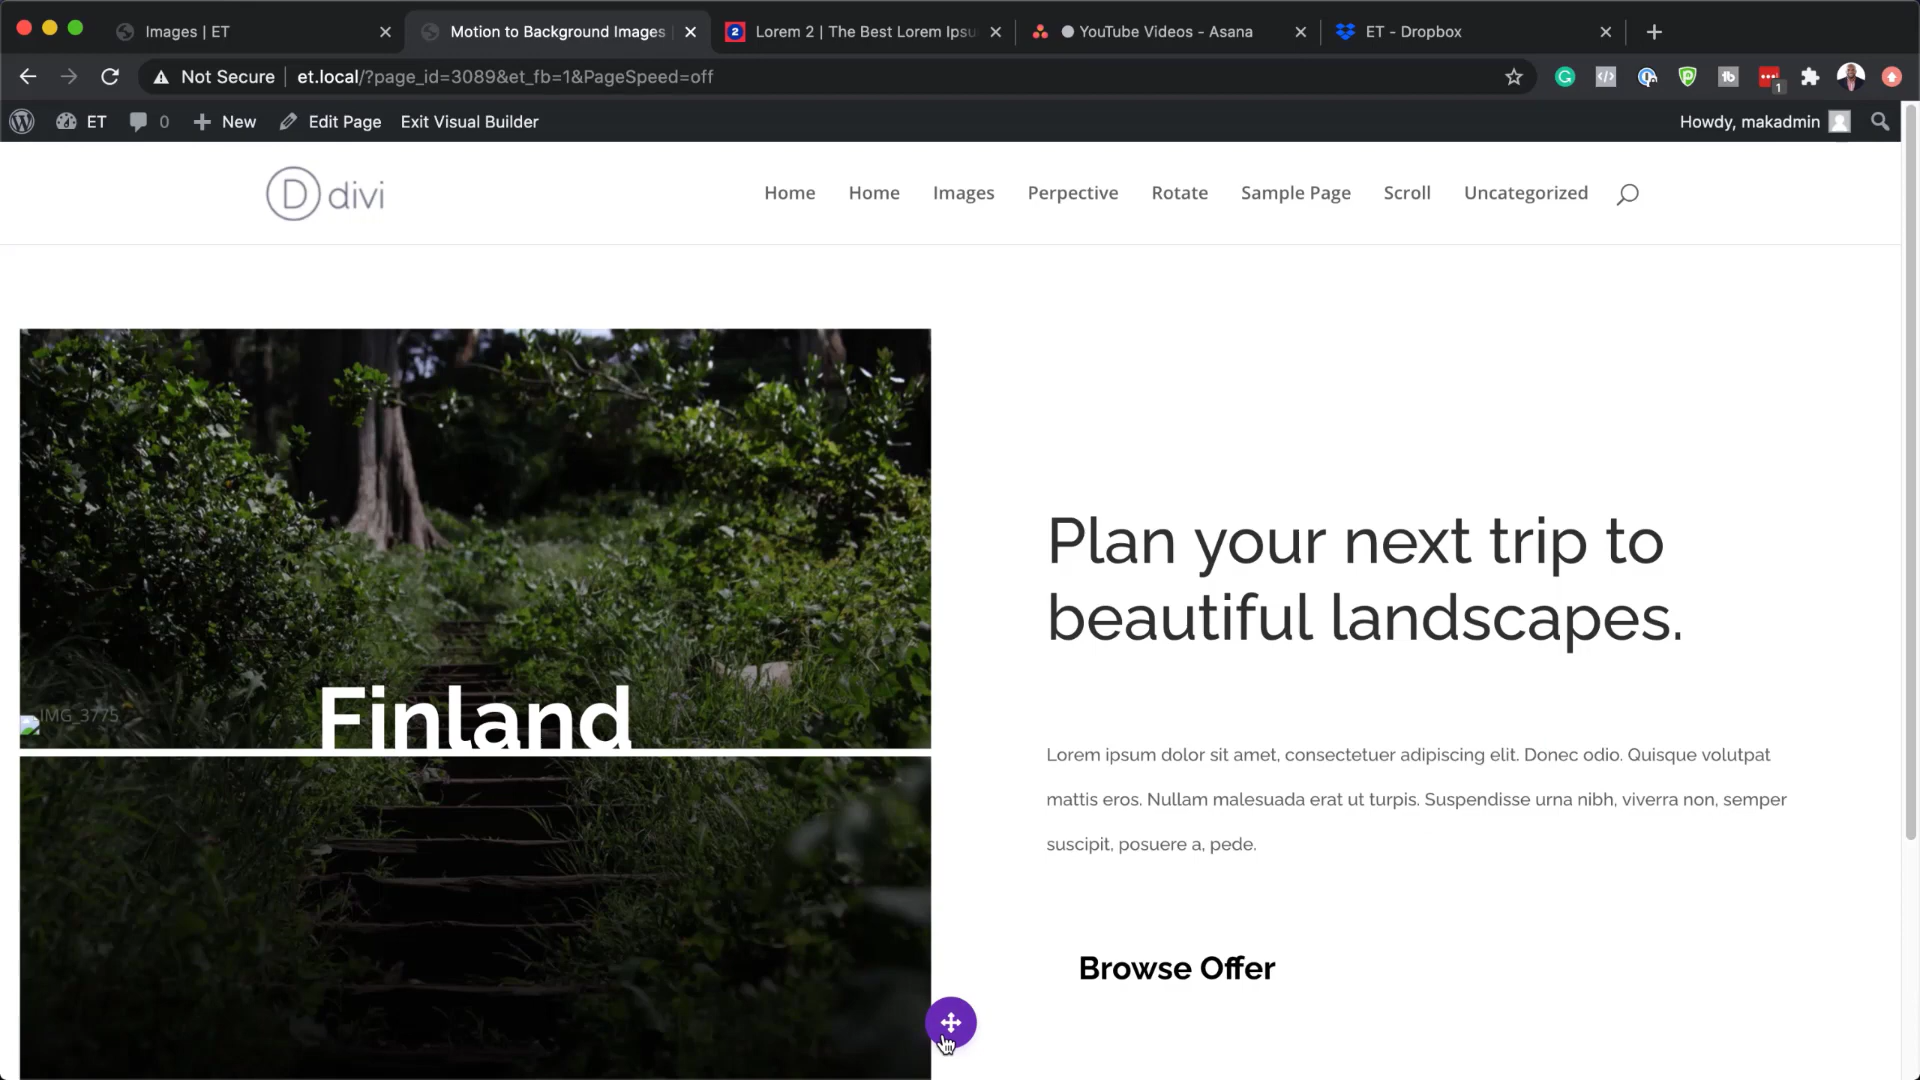 Images | ET
Motion to Background Images
Lorem 2 | The Best Lorem Ipsu
YouTube Videos - Asana
ET - Dropbox
Not Secure
et.local/?page_id=3089&et_fb=1&PageSpeed=off
1
ET
0
New
Edit Page
Exit Visual Builder
Howdy, makadmin
D divi
Home
Home
Images
Perpective
Rotate
Sample Page
Scroll
Uncategorized
IMG_3775
Finland
Plan your next trip to
beautiful landscapes.
Lorem ipsum dolor sit amet, consectetuer adipiscing elit. Donec odio. Quisque volutpat
mattis eros. Nullam malesuada erat ut turpis. Suspendisse urna nibh, viverra non, semper
suscipit, posuere a, pede.
Browse Offer